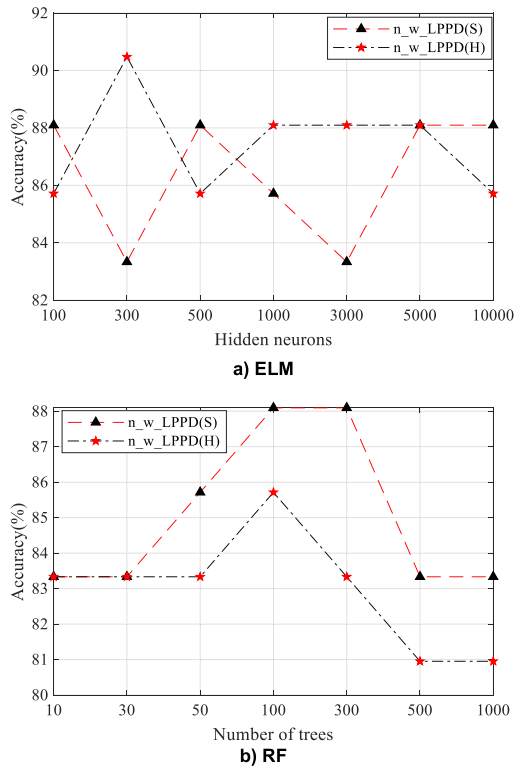 92
90
88
86
84
82
Accuracy(%)
n_w_LPPD(S)
n_w_LPPD(H)
100 300 500 1000 3000 5000 10000
Hidden neurons
a) ELM
88
87
86
85
84
83
82
81
80
Accuracy(%)
n_w_LPPD(S)
n_w_LPPD(H)
10 30 50 100 300 500 1000
Number of trees
b) RF